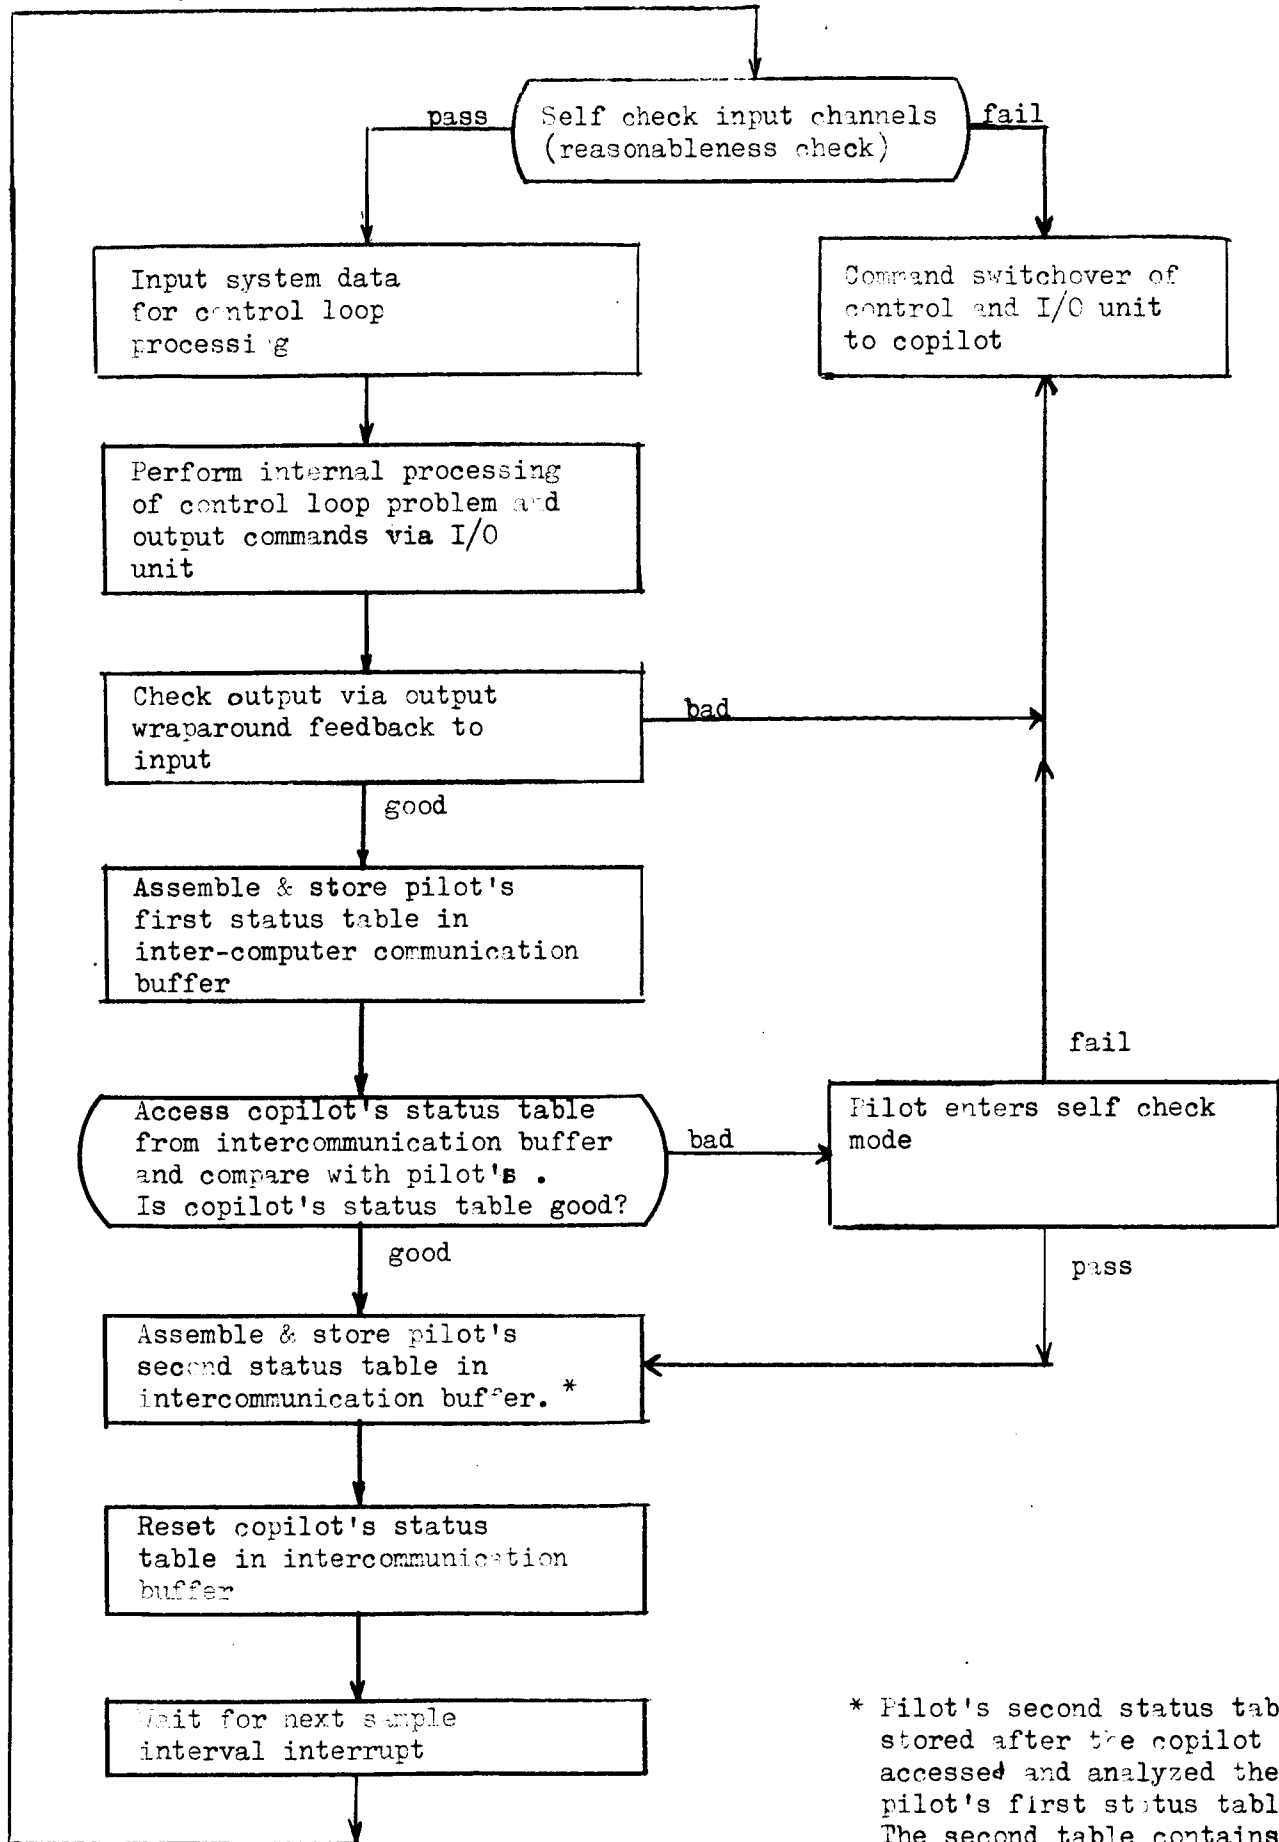 pass
Self check input channels
(reasonableness check)
fail
Input system data
for control loop
processing
Command switchover of
control and I/O unit
to copilot
Perform internal processing
of control loop problem and
output commands via I/O
unit
Check output via output
wraparound feedback to
input
bad
good
Assemble & store pilot's
first status table in
inter-computer communication
buffer
fail
Access copilot's status table
from intercommunication buffer
and compare with pilot's .
Is copilot's status table good?
bad
Pilot enters self check
mode
good
pass
Assemble & store pilot's
second status table in
intercommunication buffer. *
Reset copilot's status
table in intercommunication
buffer
Wait for next sample
interval interrupt
* Pilot's second status tab
stored after the copilot
accessed and analyzed the
pilot's first status tabl
The second table contains